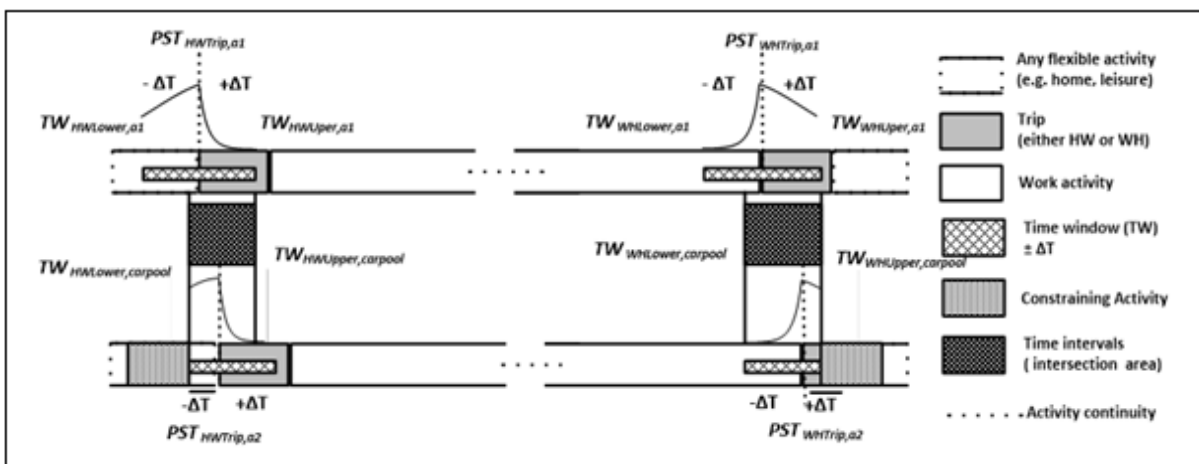 PST HWTrip,a1
PST WHTrip,a1
- ΔT +ΔT
- ΔT +ΔT
TW HWLower,a1
TW HWUper,a1
TW WHLower,a1
TW WHUper,a1
TW HWLower,carpool
TW HWUpper,carpool
TW WHLower,carpool
TW WHUpper,carpool
-ΔT +ΔT
-ΔT +ΔT
PST HWTrip,a2
PST WHTrip,a2
Any flexible activity
(e.g. home, leisure)
Trip
(either HW or WH)
Work activity
Time window (TW)
± ΔT
Constraining Activity
Time intervals
( intersection area)
Activity continuity